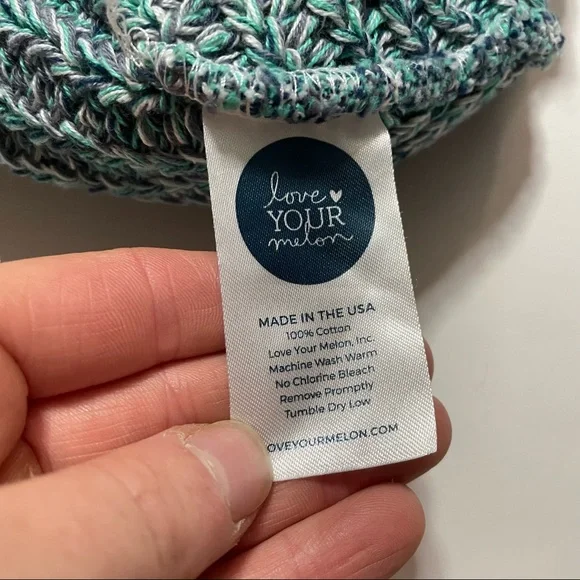 love
YOUR
melon
MADE IN THE USA
100% Cotton
Love Your Melon, Inc.
Machine Wash Warm
No Chlorine Bleach
Remove Promptly
Tumble Dry Low
OVEYOURMELON.COM